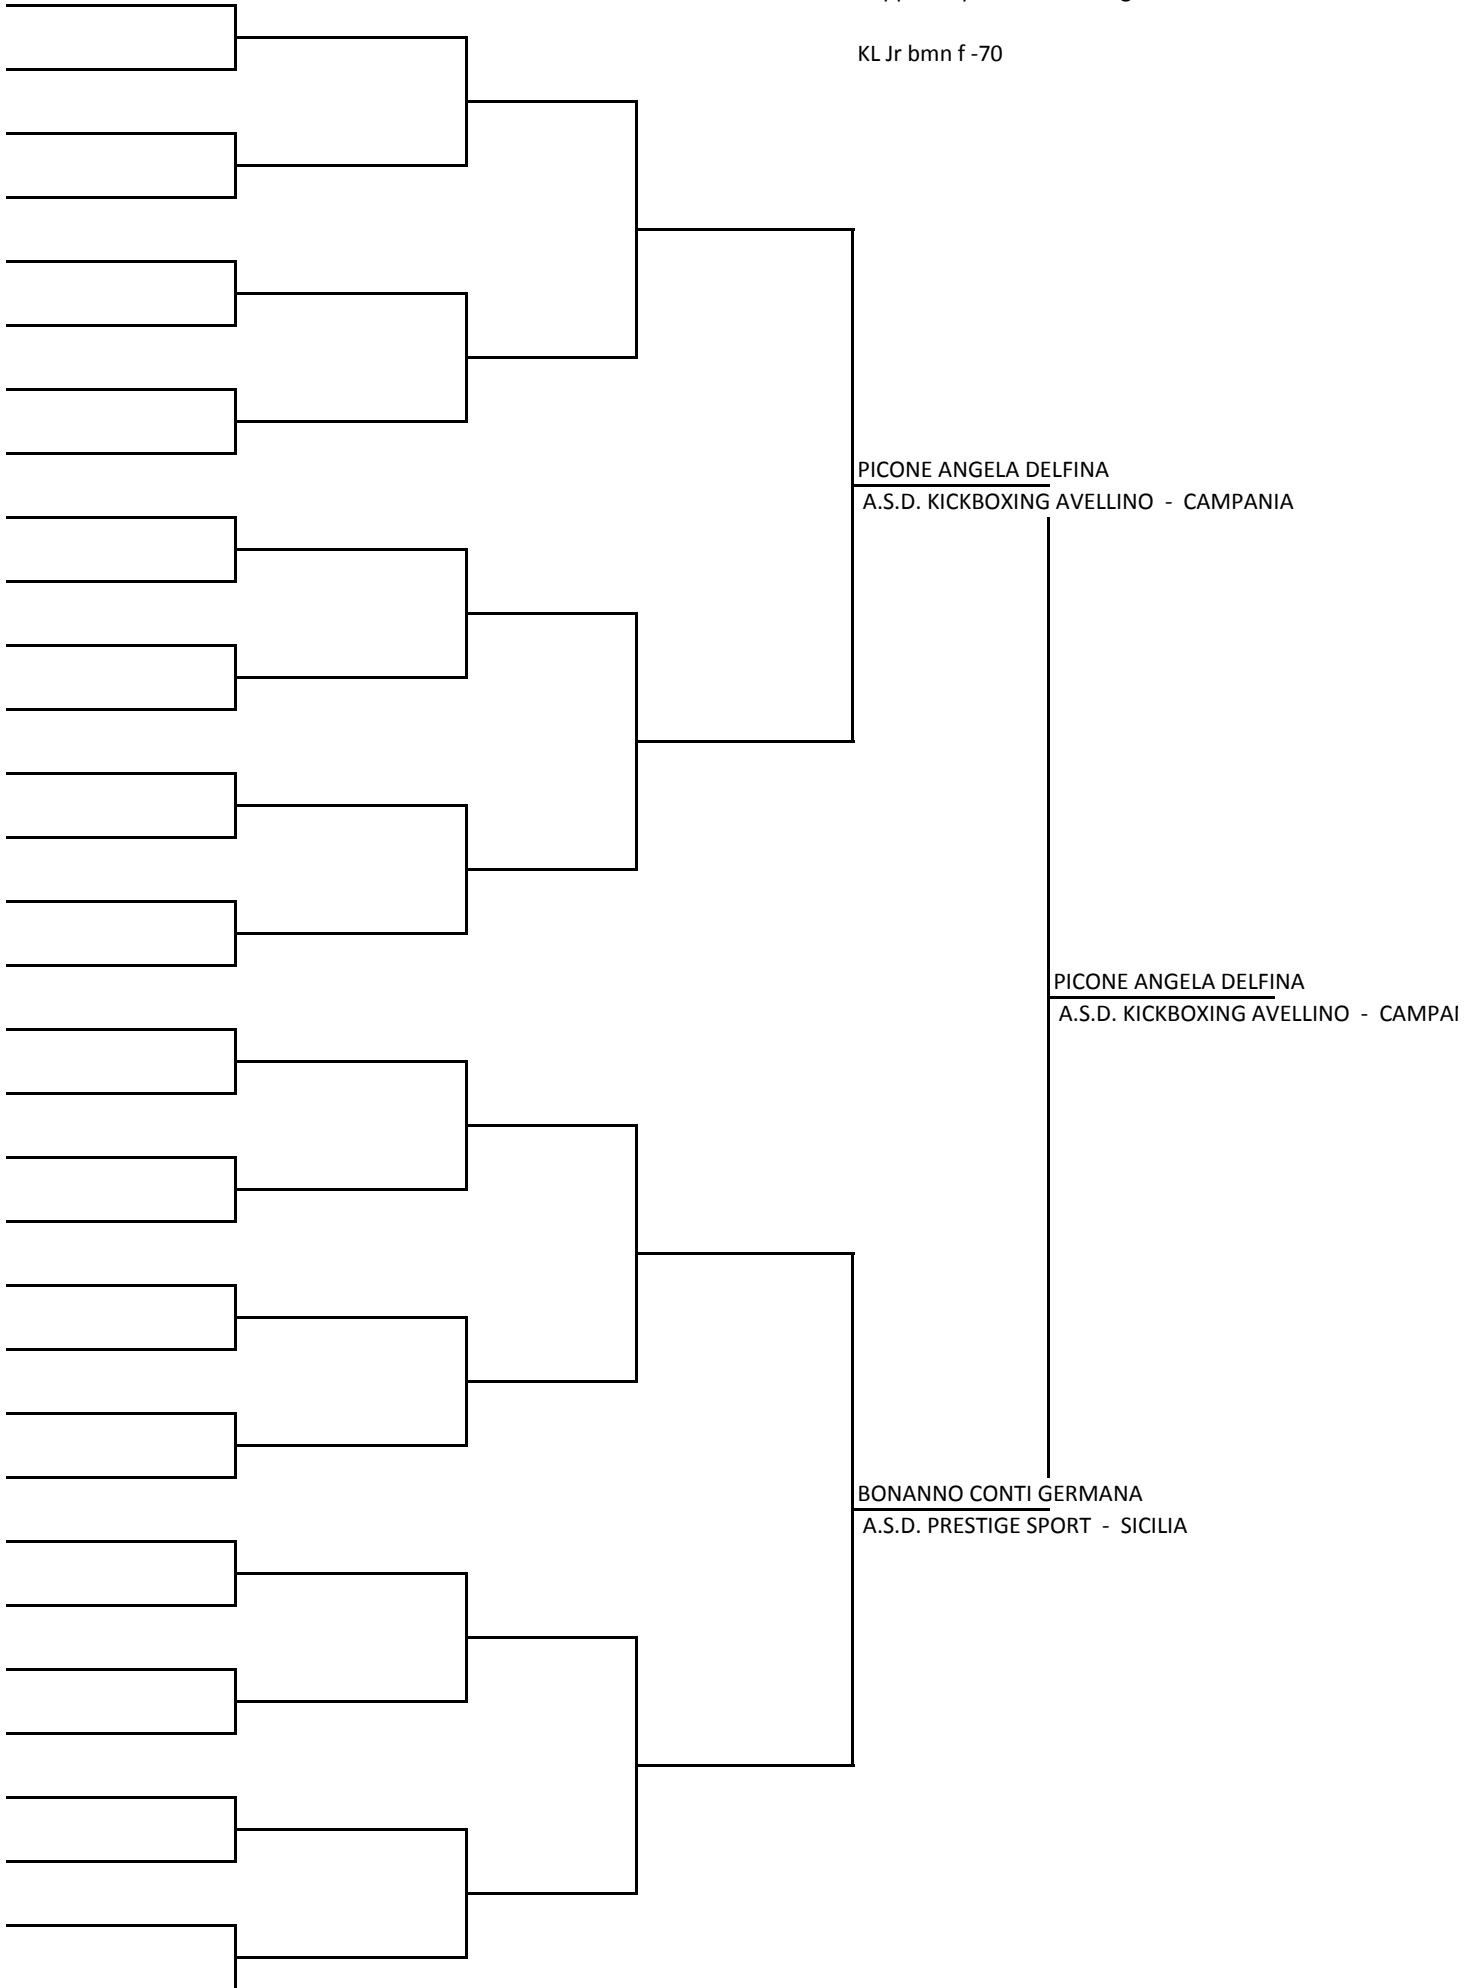 KL Jr bmn f -70
PICONE ANGELA DELFINA
A.S.D. KICKBOXING AVELLINO - CAMPANIA
PICONE ANGELA DELFINA
A.S.D. KICKBOXING AVELLINO -
BONANNO CONTI GERMANA
A.S.D. PRESTIGE SPORT - SICILIA